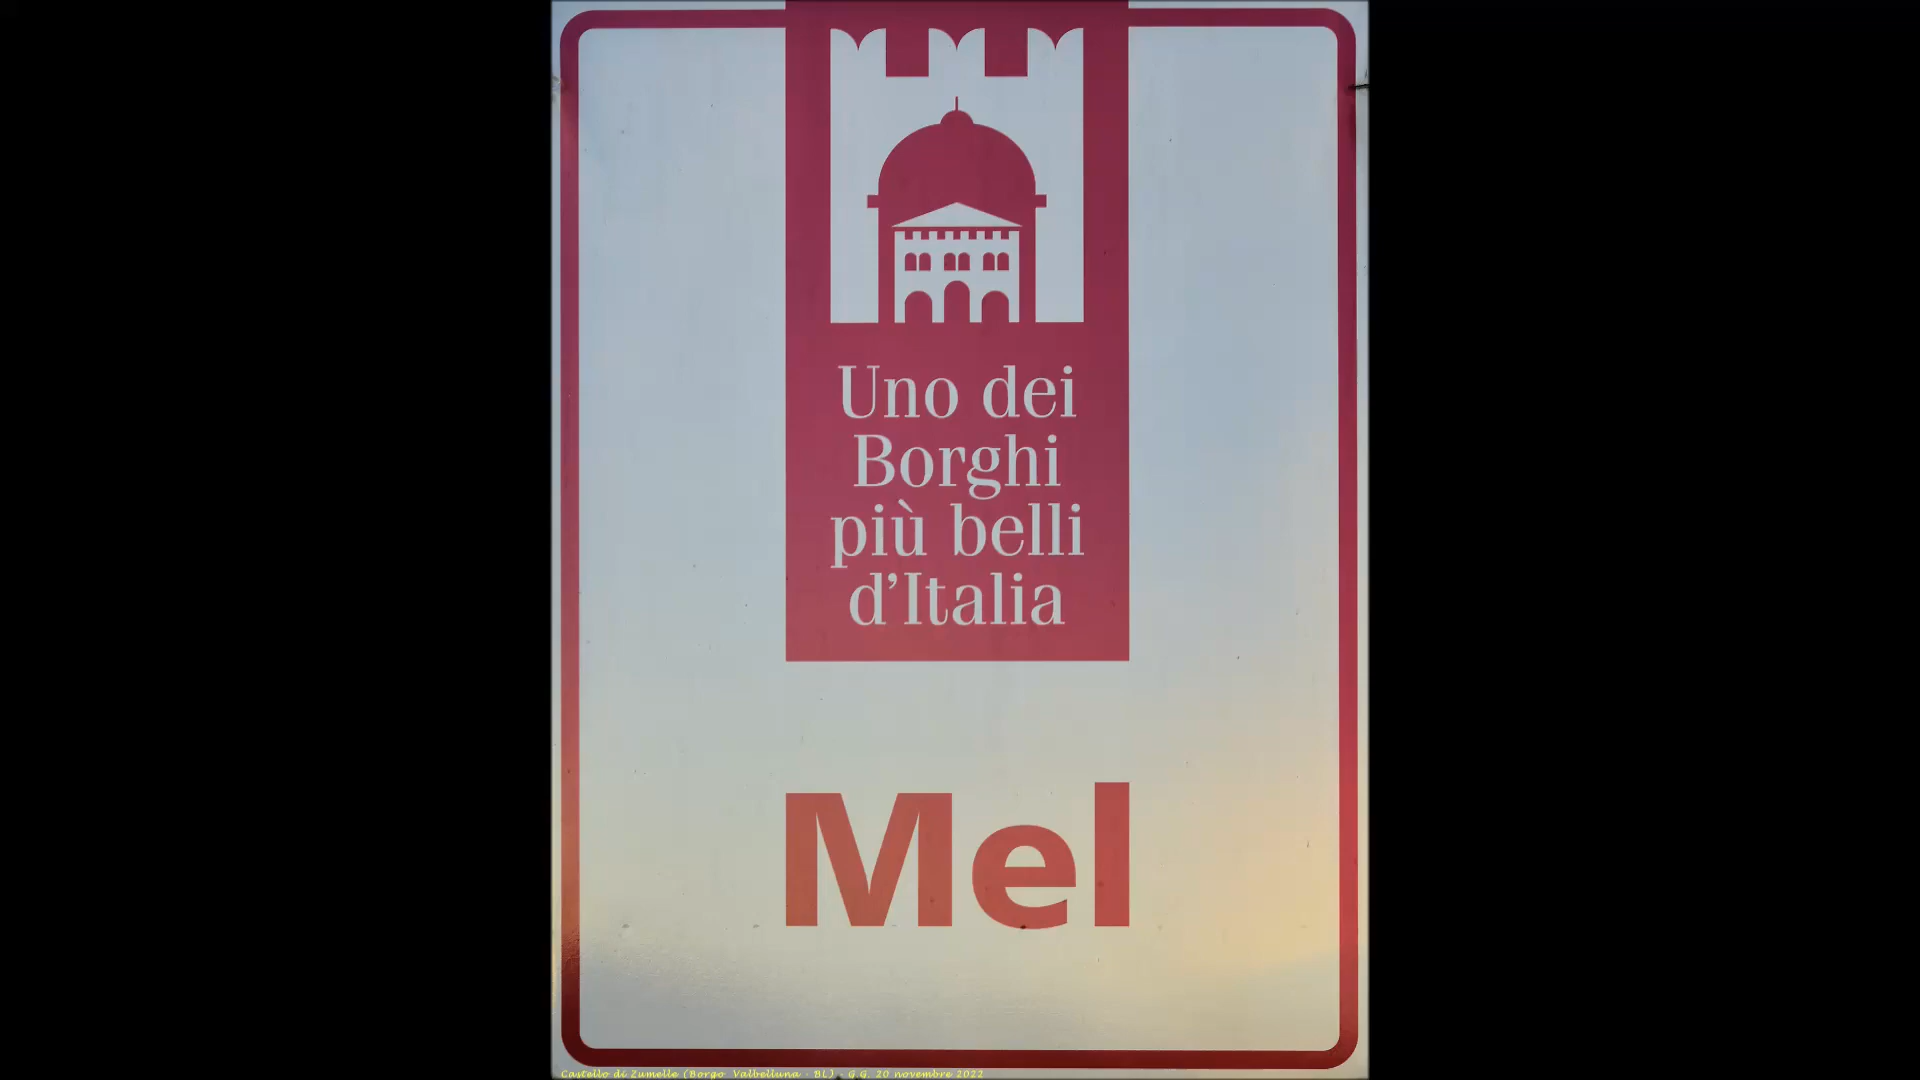 Uno dei
Borghi
più belli
d'Italia
Mel
Castello di Zumelle (Borgo Valbelluna - BL) - G.G. 20 novembre 2022